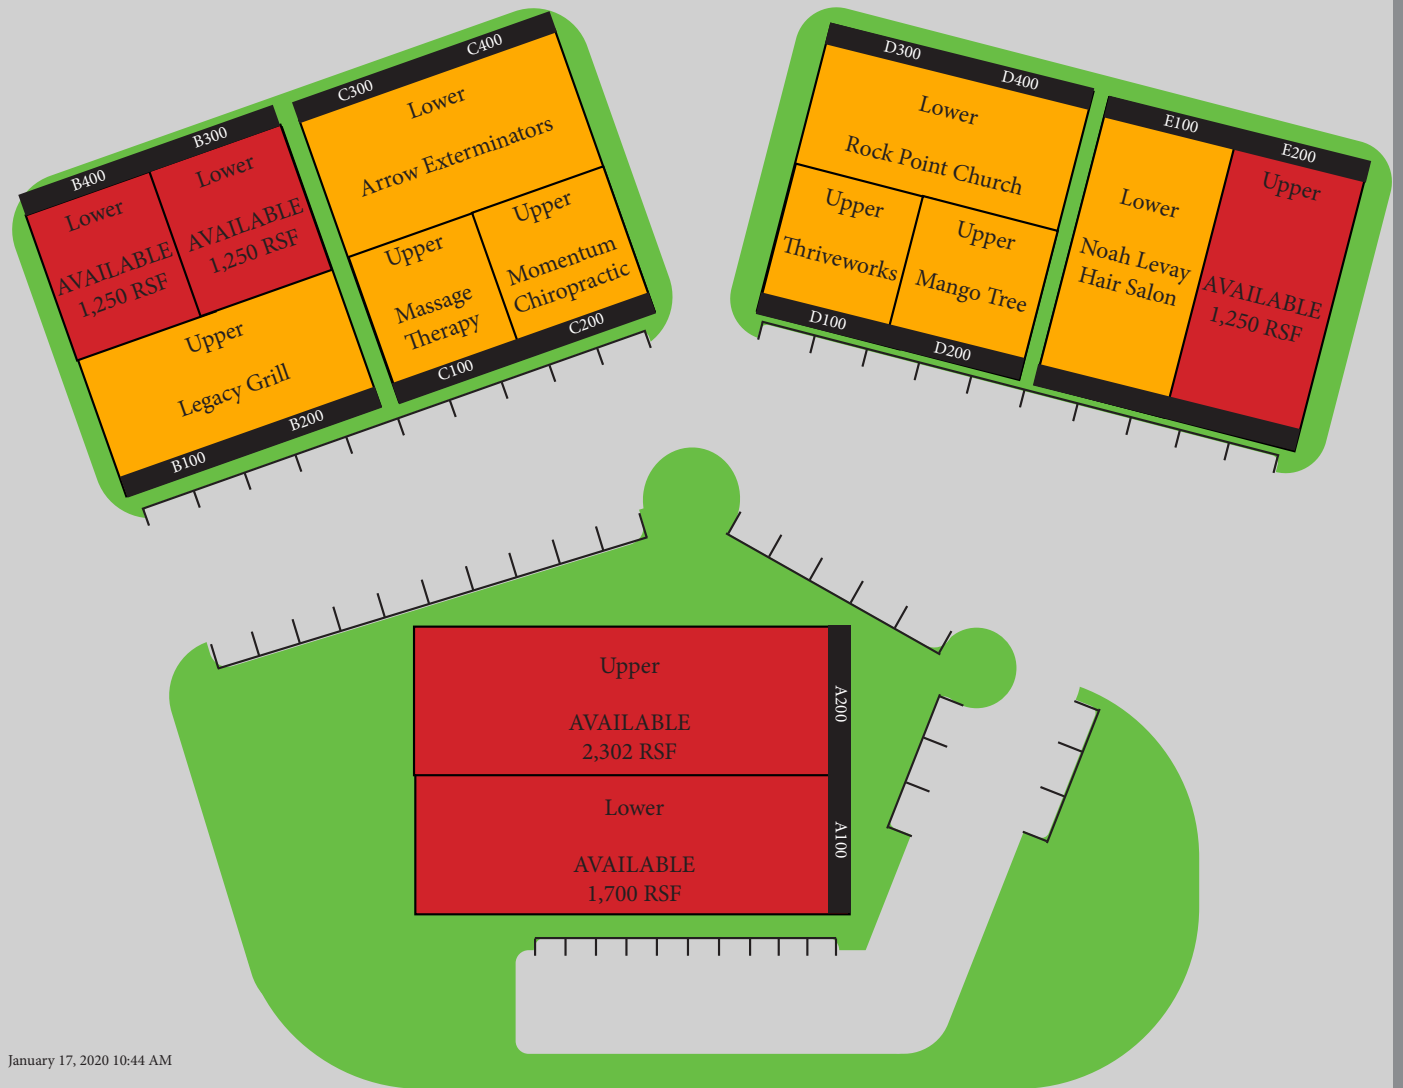 B400
B300
Lower
AVAILABLE
1,250 RSF
Lower
AVAILABLE
1,250 RSF
Upper
Legacy Grill
B100
B200
C300
C400
Lower
Arrow Exterminators
Upper
Massage
Therapy
Upper
Momentum
Chiropractic
C100
C200
D300
D400
Lower
Rock Point Church
Upper
Thriveworks
Upper
Mango Tree
D100
D200
E100
E200
Lower
Noah Levay
Hair Salon
Upper
AVAILABLE
1,250 RSF
Upper
AVAILABLE
2,302 RSF
A200
Lower
AVAILABLE
1,700 RSF
A100
January 17, 2020 10:44 AM